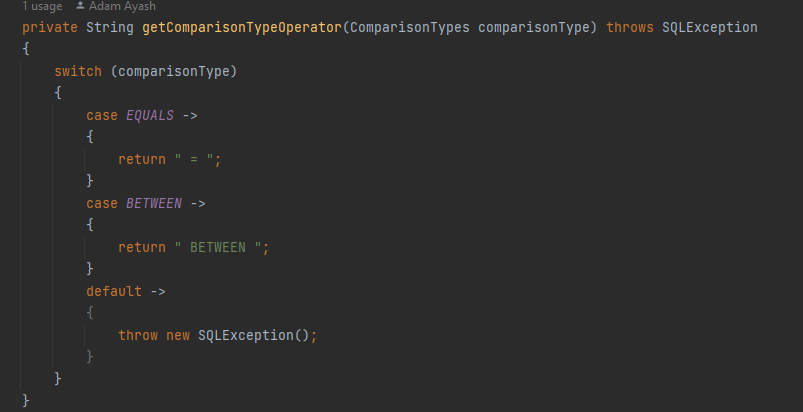 1 usage Adam Ayash
private String getComparisonTypeOperator(ComparisonTypes comparisonType) throws SQLException
{
switch (comparisonType)
{
case EQUALS ->
{
return " = ";
}
case BETWEEN ->
{
return " BETWEEN ";
}
default ->
{
throw new SQLException();
}
}
}